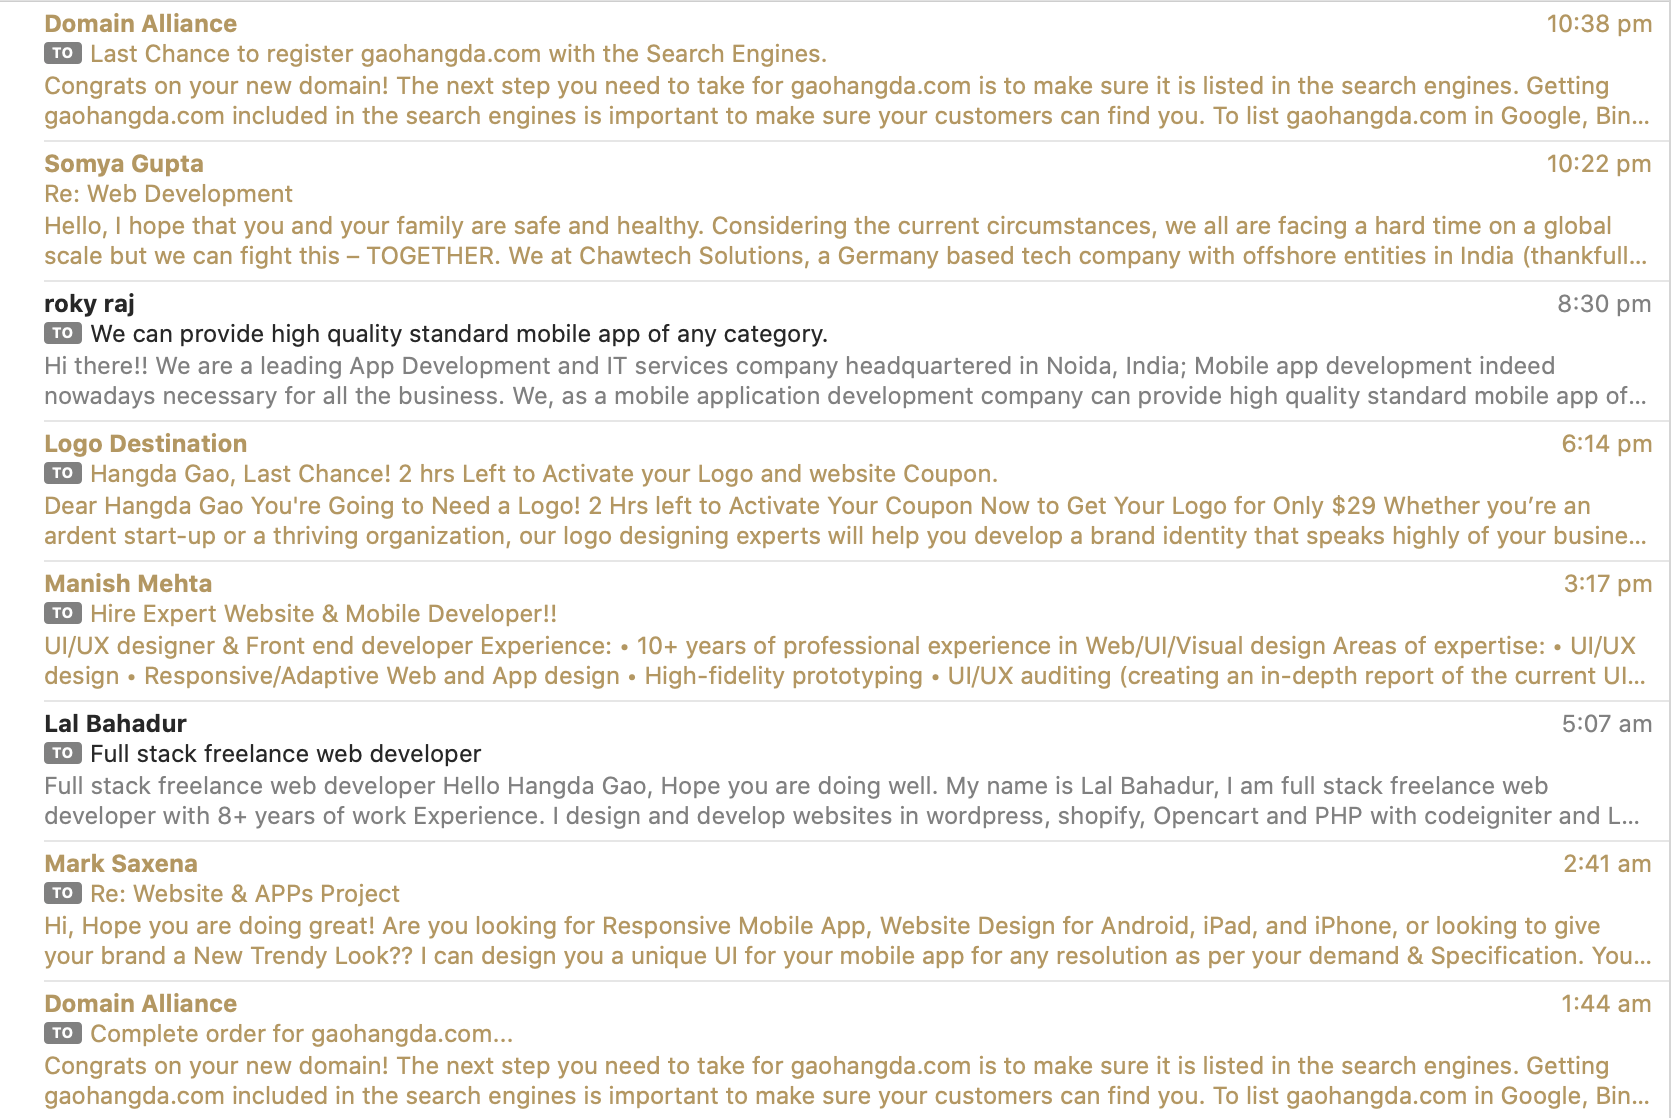 Domain Alliance 10:38 pm
TO Last Chance to register gaohangda.com with the Search Engines.
Congrats on your new domain! The next step you need to take for gaohangda.com is to make sure it is listed in the search engines. Getting
gaohangda.com included in the search engines is important to make sure your customers can find you. To list gaohangda.com in Google, Bin...
Somya Gupta 10:22 pm
Re: Web Development
Hello, I hope that you and your family are safe and healthy. Considering the current circumstances, we all are facing a hard time on a global
scale but we can fight this – TOGETHER. We at Chawtech Solutions, a Germany based tech company with offshore entities in India (thankfull...
roky raj 8:30 pm
TO We can provide high quality standard mobile app of any category.
Hi there!! We are a leading App Development and IT services company headquartered in Noida, India; Mobile app development indeed
nowadays necessary for all the business. We, as a mobile application development company can provide high quality standard mobile app of...
Logo Destination 6:14 pm
TO Hangda Gao, Last Chance! 2 hrs Left to Activate your Logo and website Coupon.
Dear Hangda Gao You're Going to Need a Logo! 2 Hrs left to Activate Your Coupon Now to Get Your Logo for Only $29 Whether you’re an
ardent start-up or a thriving organization, our logo designing experts will help you develop a brand identity that speaks highly of your busine...
Manish Mehta 3:17 pm
TO Hire Expert Website & Mobile Developer!!
UI/UX designer & Front end developer Experience: • 10+ years of professional experience in Web/UI/Visual design Areas of expertise: • UI/UX
design • Responsive/Adaptive Web and App design • High-fidelity prototyping • UI/UX auditing (creating an in-depth report of the current UI...
Lal Bahadur 5:07 am
TO Full stack freelance web developer
Full stack freelance web developer Hello Hangda Gao, Hope you are doing well. My name is Lal Bahadur, I am full stack freelance web
developer with 8+ years of work Experience. I design and develop websites in wordpress, shopify, Opencart and PHP with codeigniter and L...
Mark Saxena 2:41 am
TO Re: Website & APPs Project
Hi, Hope you are doing great! Are you looking for Responsive Mobile App, Website Design for Android, iPad, and iPhone, or looking to give
your brand a New Trendy Look?? I can design you a unique UI for your mobile app for any resolution as per your demand & Specification. You...
Domain Alliance 1:44 am
TO Complete order for gaohangda.com...
Congrats on your new domain! The next step you need to take for gaohangda.com is to make sure it is listed in the search engines. Getting
gaohangda.com included in the search engines is important to make sure your customers can find you. To list gaohangda.com in Google, Bin...